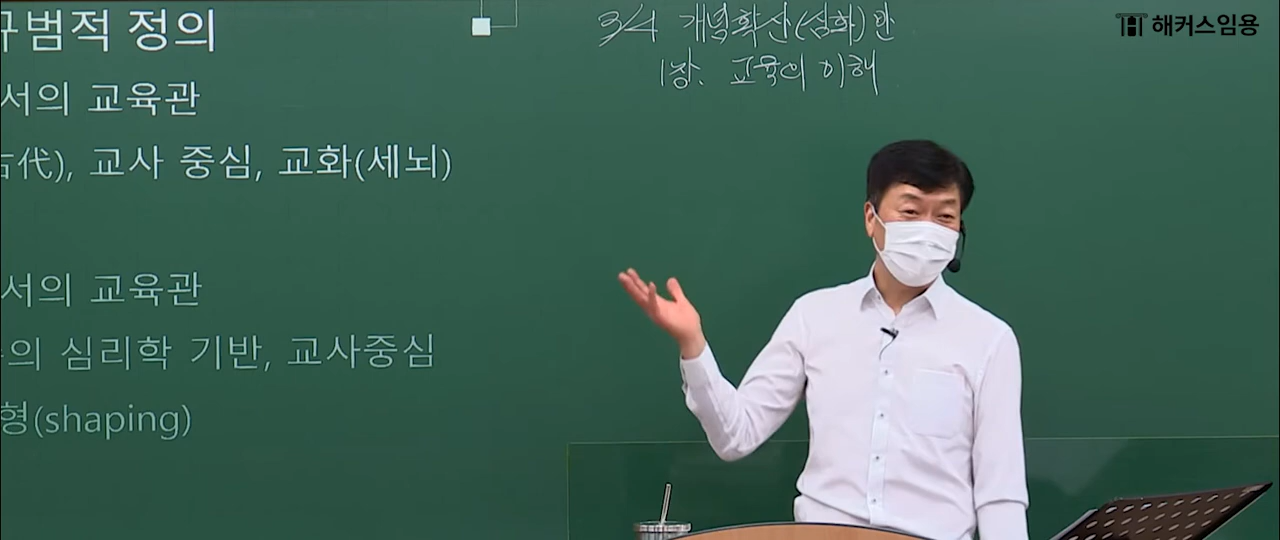 규범적 정의
서의 교육관
古代), 교사 중심, 교화(세뇌)
서의 교육관
의 심리학 기반, 교사중심
형(shaping)
3/4 개념확산(심화)반
1장. 교육의 이해
해커스임용